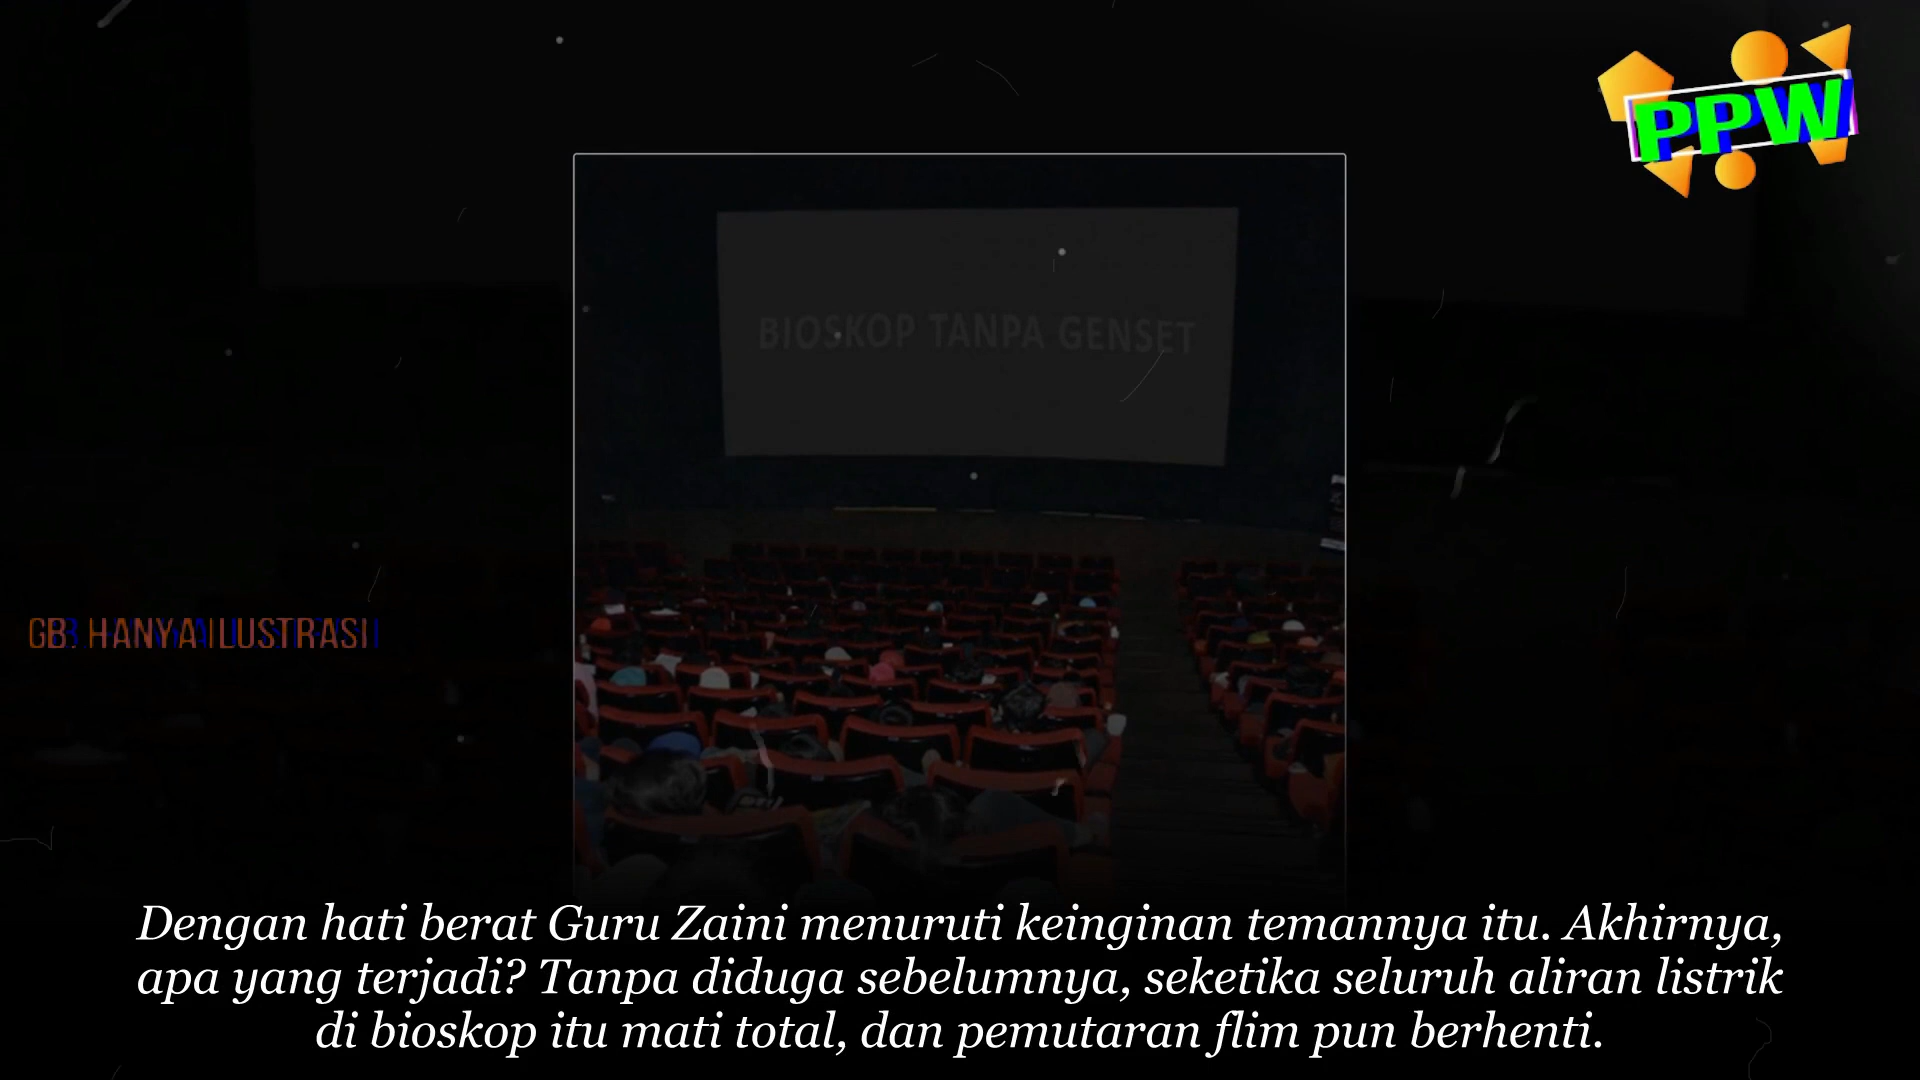 PPW
BIOSKOP TANPA GENSET
GB. HANYA ILUSTRASI
Dengan hati berat Guru Zaini menuruti keinginan temannya itu. Akhirnya,
apa yang terjadi? Tanpa diduga sebelumnya, seketika seluruh aliran listrik
di bioskop itu mati total, dan pemutaran flim pun berhenti.